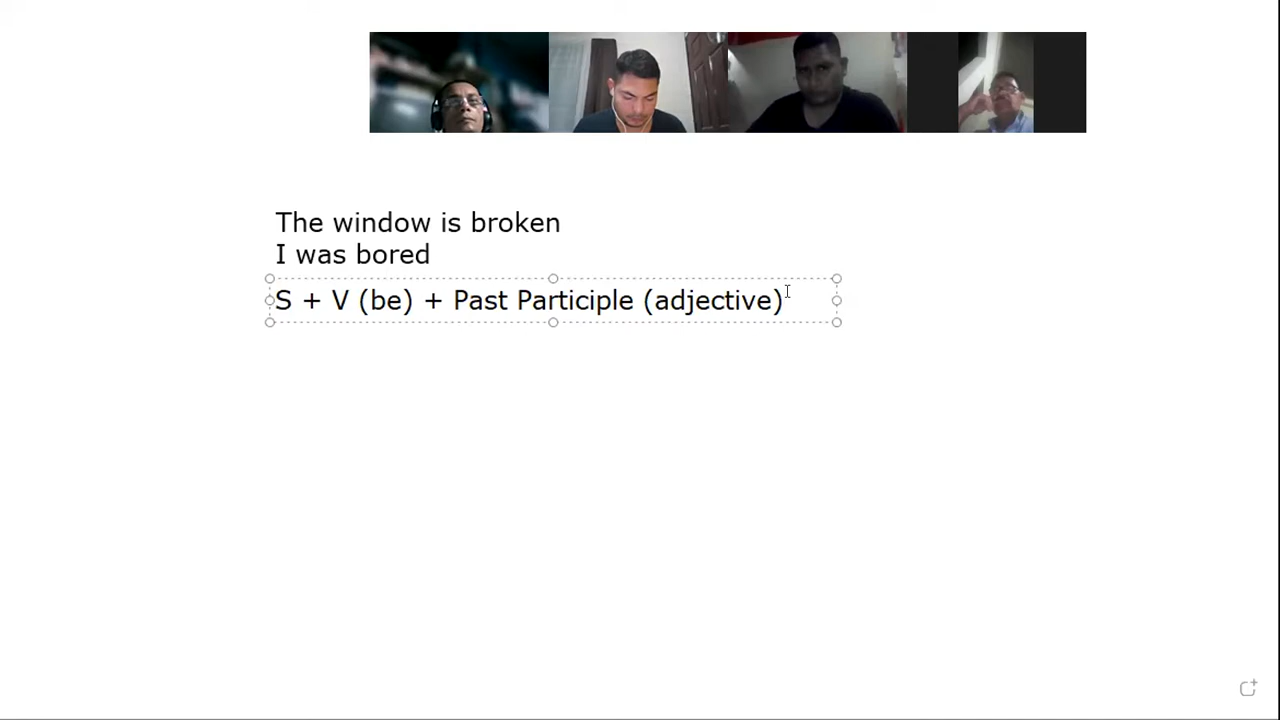 The window is broken
I was bored
S + V (be) + Past Participle (adjective)